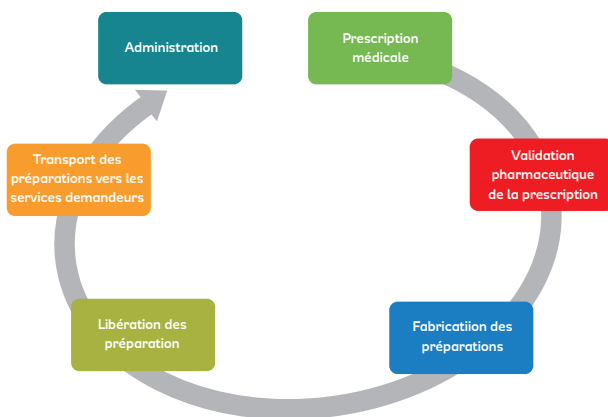 Administration
Prescription
médicale
Transport des
préparations vers les
services demandeurs
Validation
pharmaceutique
de la prescription
Libération des
préparation
Fabricatiion des
préparations